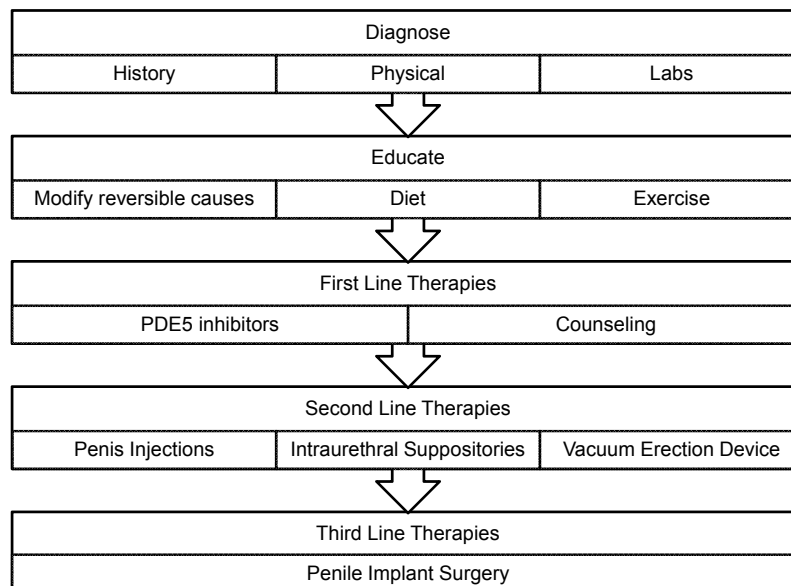 Diagnose
History Physical Labs
Educate
Modify reversible causes Diet Exercise
First Line Therapies
PDE5 inhibitors Counseling
Second Line Therapies
Penis Injections Intraurethral Suppositories Vacuum Erection Device
Third Line Therapies
Penile Implant Surgery